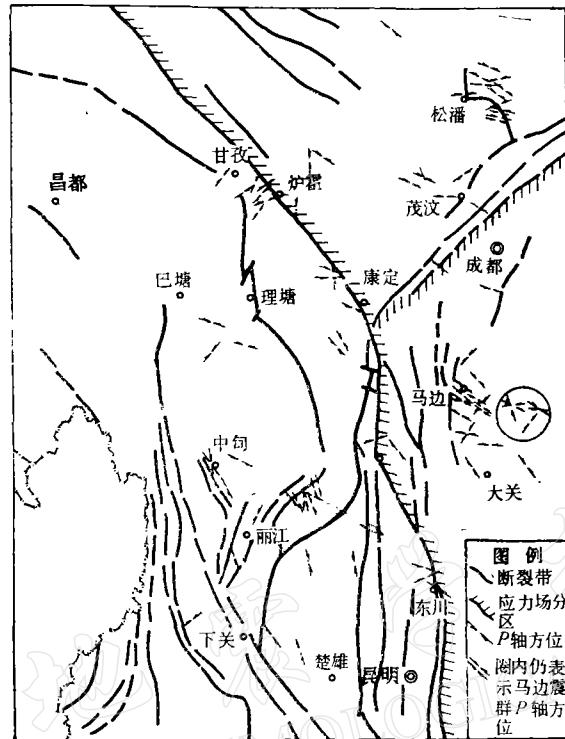 松潘
甘孜
炉霍
昌都
茂汶
成都
巴塘
理塘
康定
马边
中甸
大关
丽江
图 例
断裂带
应力场分
区
P轴方位
圈内仍表
示马边震
群P轴方
位
东川
下关
楚雄
昆明